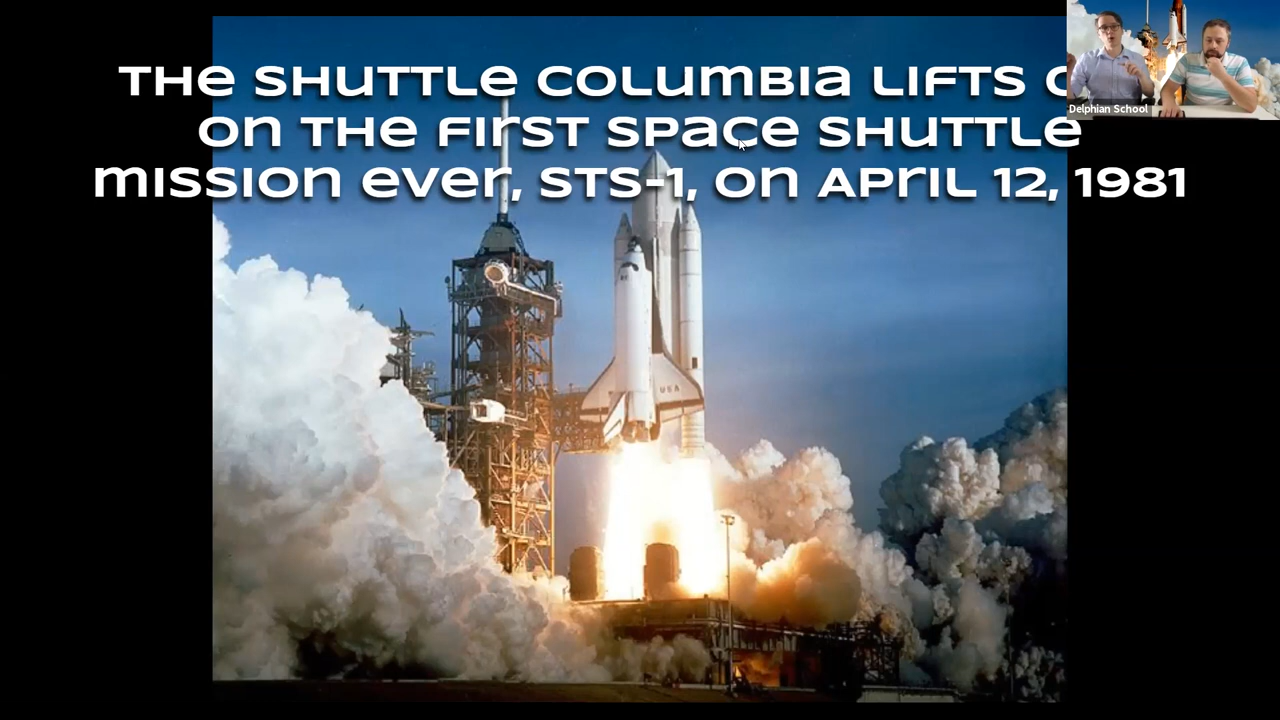 THE SHUTTLE COLUMBIA LIFTS
ON THE FIRST SPACE SHUTTLE
MISSION EVER, STS-1, ON APRIL 12, 1981
Delphian School
USA